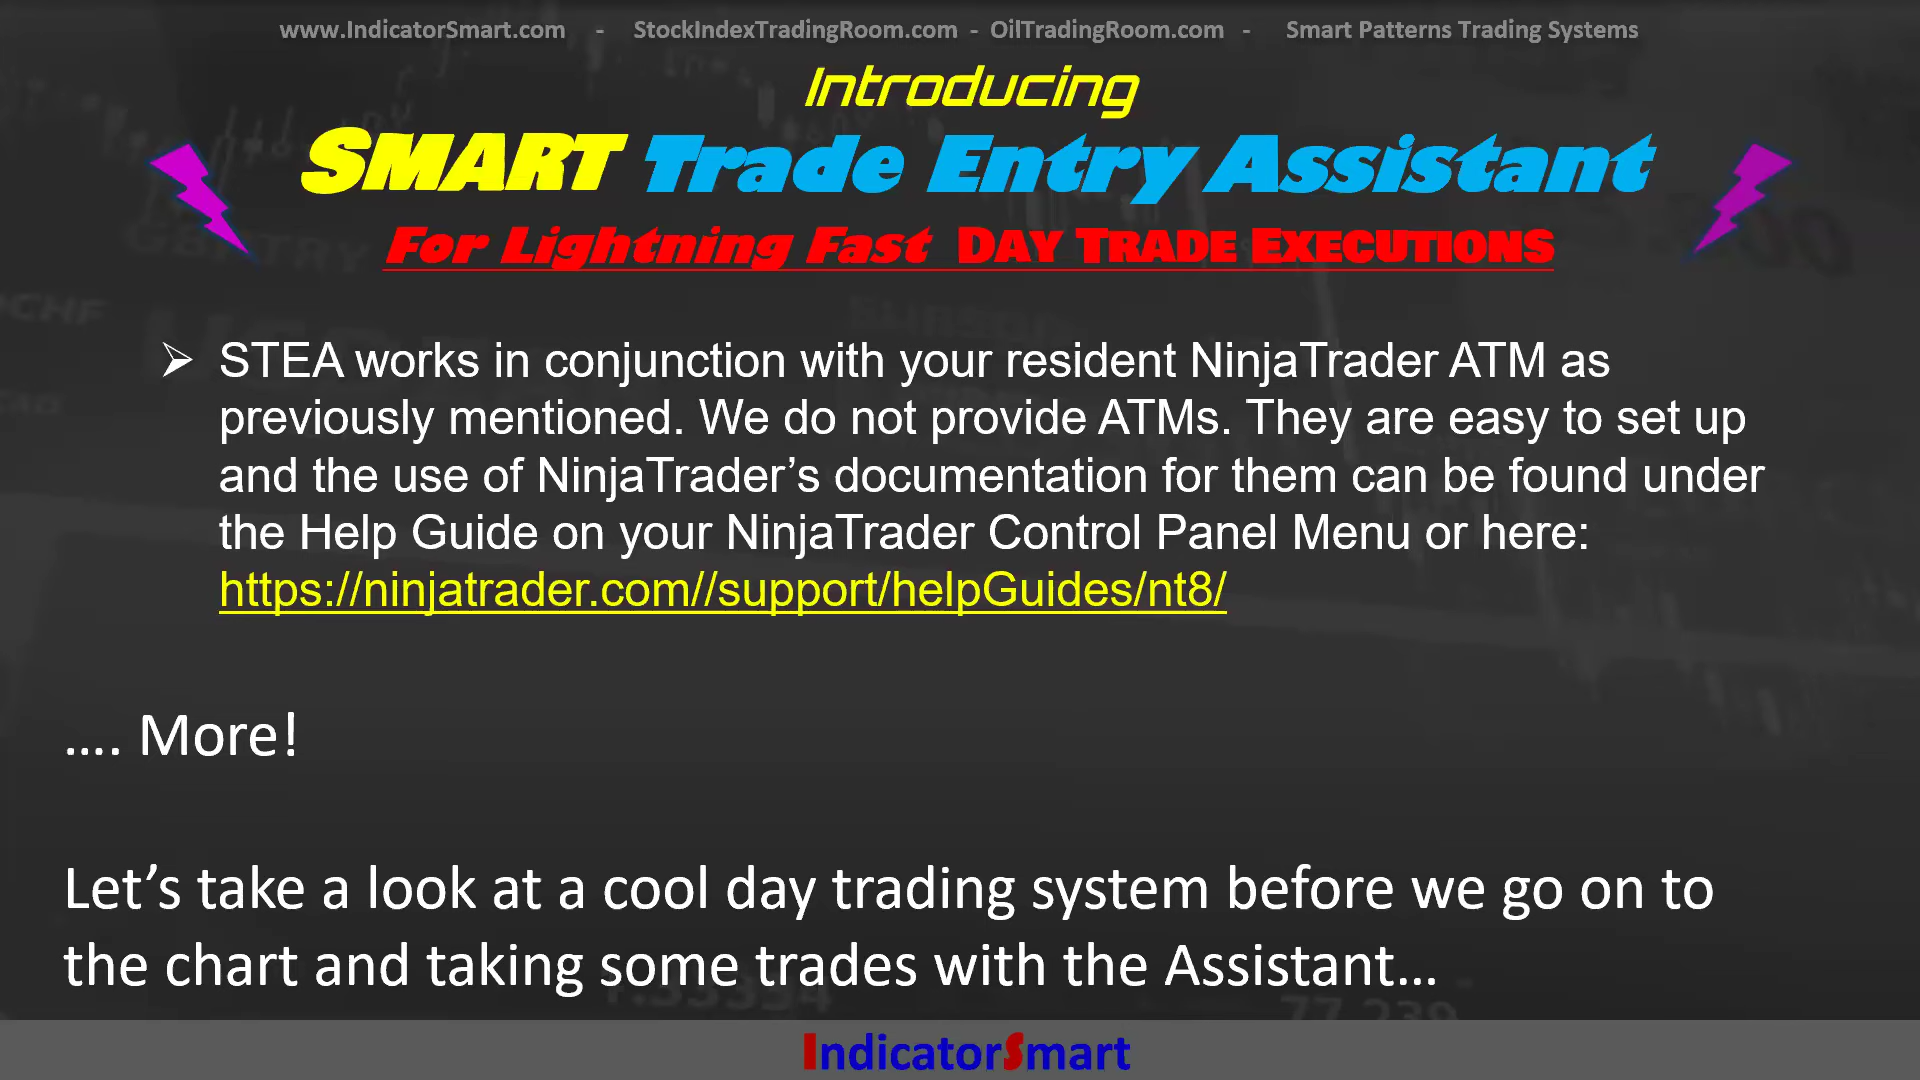 www.IndicatorSmart.com - StockIndexTradingRoom.com - OilTradingRoom.com - Smart Patterns Trading Systems
Introducing
SMART Trade Entry Assistant
For Lightning Fast DAY TRADE EXECUTIONS
➢ STEA works in conjunction with your resident NinjaTrader ATM as
previously mentioned. We do not provide ATMs. They are easy to set up
and the use of NinjaTrader’s documentation for them can be found under
the Help Guide on your NinjaTrader Control Panel Menu or here:
https://ninjatrader.com//support/helpGuides/nt8/
…. More!
Let’s take a look at a cool day trading system before we go on to
the chart and taking some trades with the Assistant…
77.239
IndicatorSmart